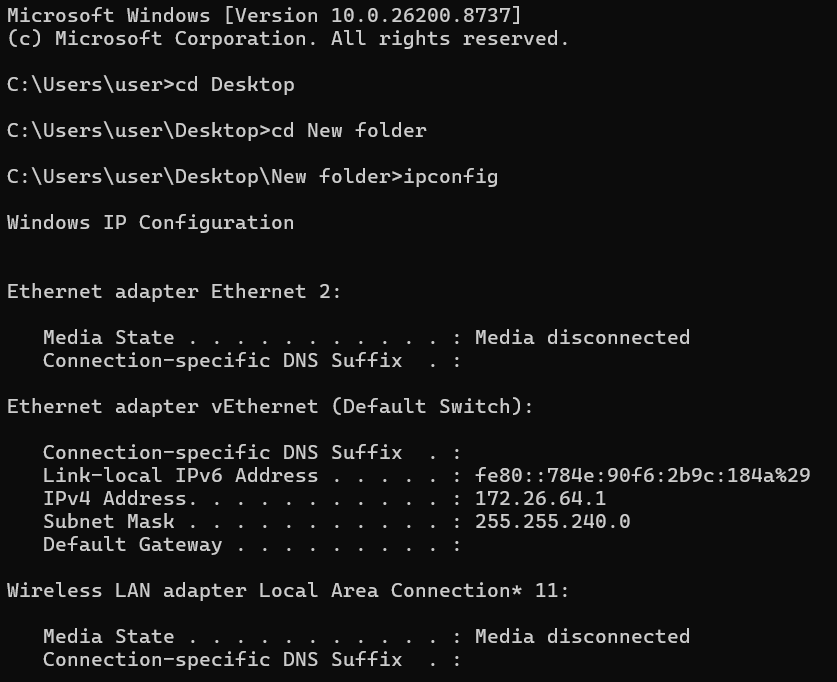 Microsoft Windows [Version 10.0.26200.8737]
(c) Microsoft Corporation. All rights reserved.
C:\Users\user>cd Desktop
C:\Users\user\Desktop>cd New folder
C:\Users\user\Desktop\New folder>ipconfig
Windows IP Configuration
Ethernet adapter Ethernet 2:
   Media State . . . . . . . . . . . : Media disconnected
   Connection-specific DNS Suffix  . :
Ethernet adapter vEthernet (Default Switch):
   Connection-specific DNS Suffix  . :
   Link-local IPv6 Address . . . . . : fe80::784e:90f6:2b9c:184a%29
   IPv4 Address. . . . . . . . . . . : 172.26.64.1
   Subnet Mask . . . . . . . . . . . : 255.255.240.0
   Default Gateway . . . . . . . . . :
Wireless LAN adapter Local Area Connection* 11:
   Media State . . . . . . . . . . . : Media disconnected
   Connection-specific DNS Suffix  . :